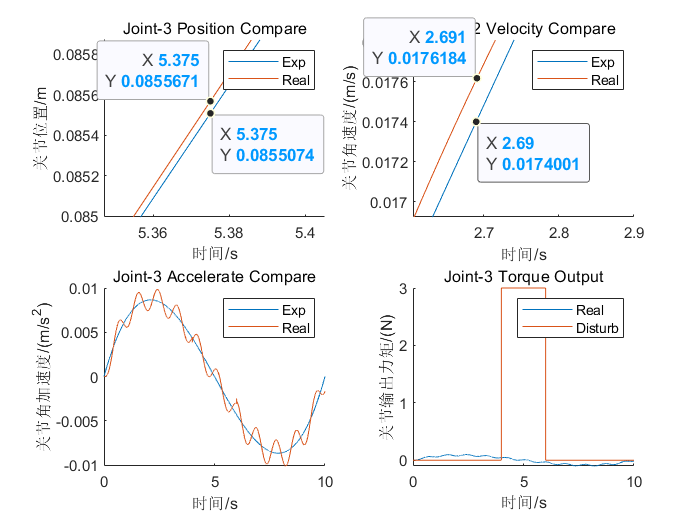 Joint-3 Position Compare
X 5.375
Y 0.0855671
Exp
Real
X 5.375
Y 0.0855074
0.0858
0.0856
0.0854
0.0852
0.085
关节位置/m
5.36
5.38
5.4
时间/s
2 Velocity Compare
X 2.691
Y 0.0176184
Exp
Real
X 2.69
Y 0.0174001
0.0176
0.0174
0.0172
0.017
关节角速度/(m/s)
2.7
2.8
2.9
时间/s
Joint-3 Accelerate Compare
Exp
Real
0.01
0.005
0
-0.005
-0.01
关节角加速度/(m/s²)
0
5
10
时间/s
Joint-3 Torque Output
Real
Disturb
3
2
1
0
关节输出力矩/(N)
0
5
10
时间/s